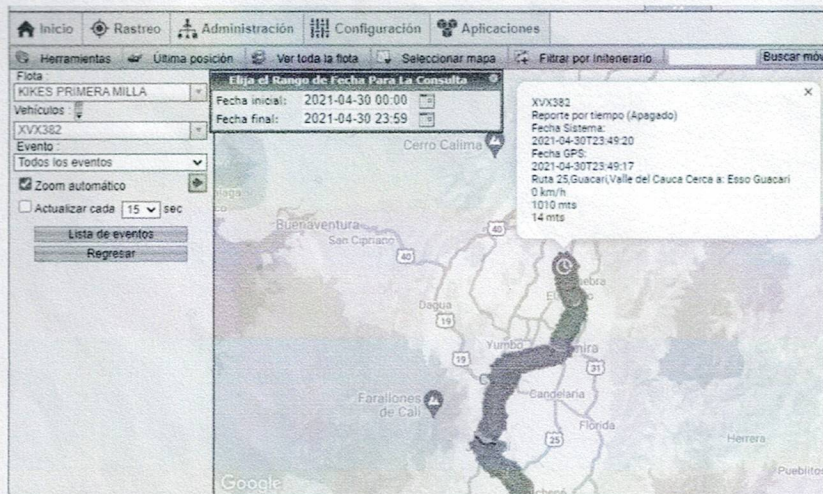 Inicio Rastreo Administración Configuración Aplicaciones
Herramientas Última posición Ver toda la flota Seleccionar mapa Filtrar por Initenerario Buscar móv
Flota :
KIKES PRIMERA MILLA
Vehículos :
XVX382
Evento :
Todos los eventos
Zoom automático
Actualizar cada 15 sec
Lista de eventos
Regresar
Elija el Rango de Fecha Para La Consulta
Fecha inicial: 2021-04-30 00:00
Fecha final: 2021-04-30 23:59
XVX382
Reporte por tiempo (Apagado)
Fecha Sistema:
2021-04-30T23:49:20
Fecha GPS:
2021-04-30T23:49:17
Ruta 25,Guacari,Valle del Cauca Cerca a: Esso Guacari
0 km/h
1010 mts
14 mts
Cerro Calima
Buenaventura
San Cipriano
40
40
Dagua
19
Yumbo
19
31
Candelaria
Farallones
de Cali
Florida
25
Herrera
Pueblito
Google